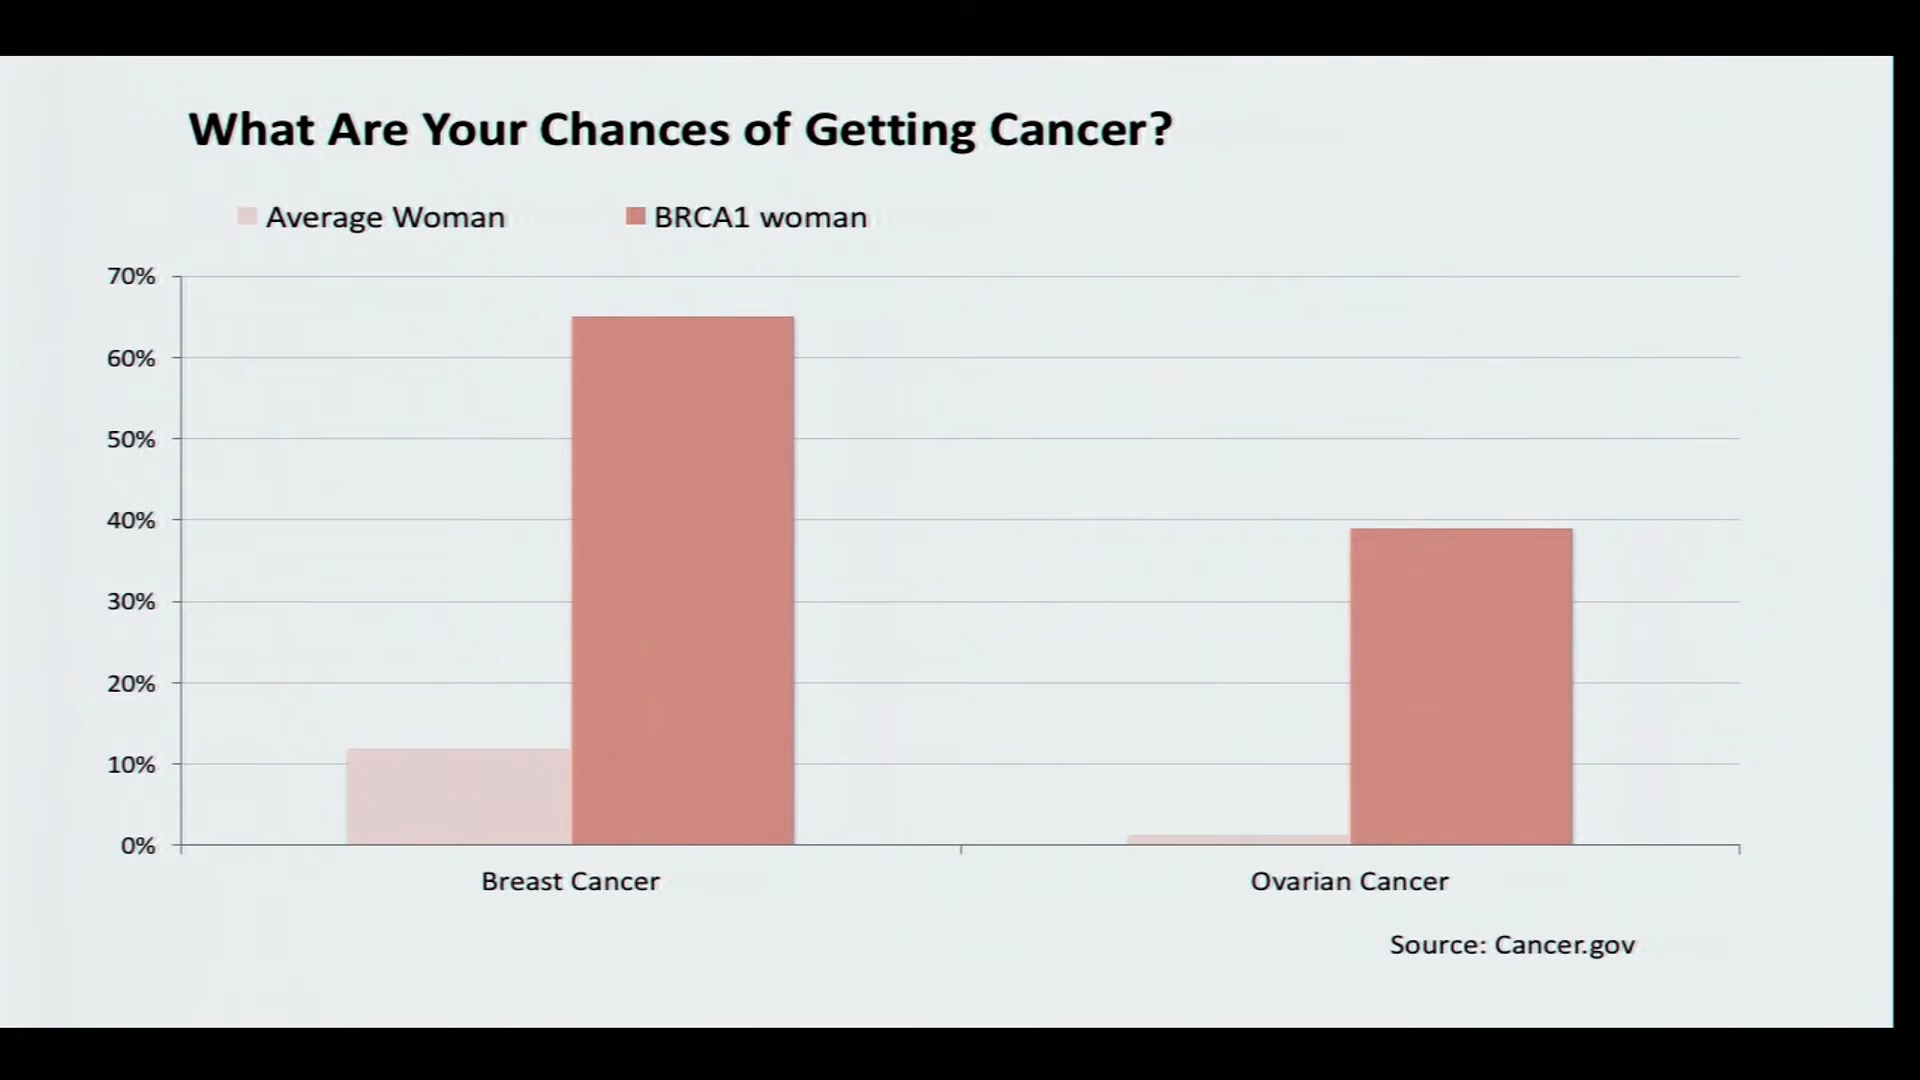 What Are Your Chances of Getting Cancer?
Average Woman
BRCA1 woman
70%
60%
50%
40%
30%
20%
10%
0%
Breast Cancer
Ovarian Cancer
Source: Cancer.gov